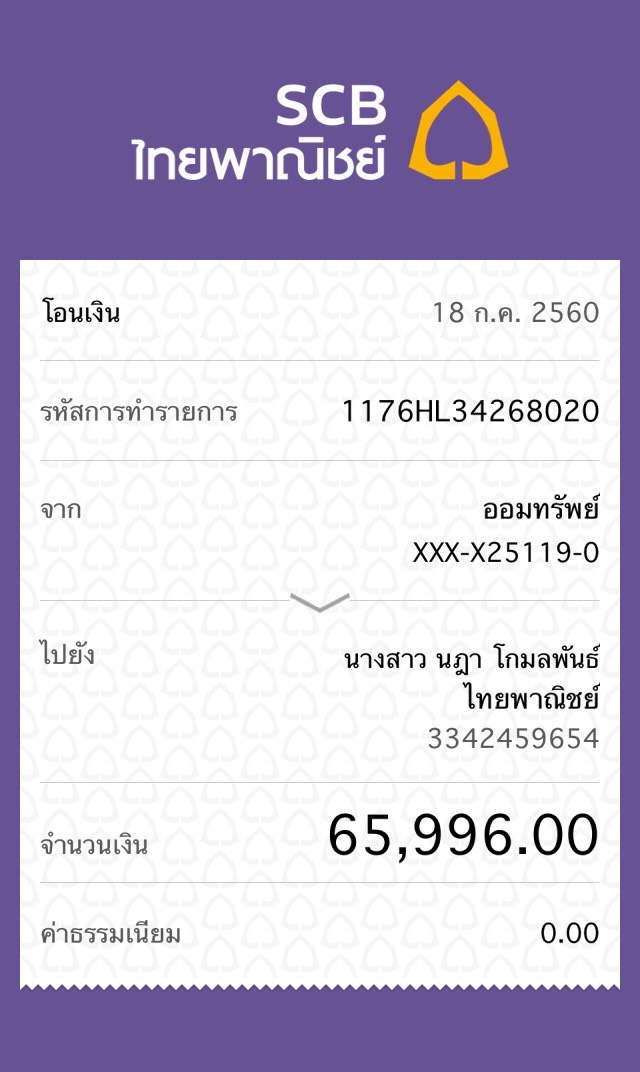 SCB
ไทยพาณิชย์
โอนเงิน 18 ก.ค. 2560
รหัสการทำรายการ 1176HL34268020
จาก ออมทรัพย์
XXX-X25119-0
ไปยัง นางสาว นฎา โกมลพันธ์
ไทยพาณิชย์
3342459654
จำนวนเงิน 65,996.00
ค่าธรรมเนียม 0.00